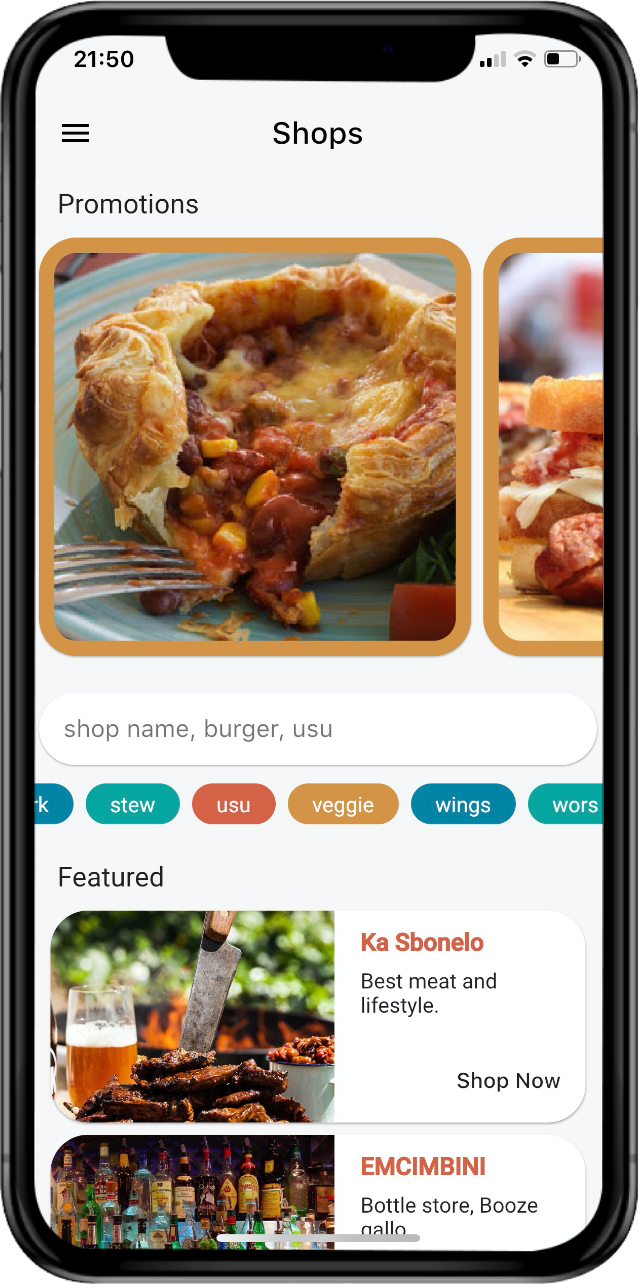 21:50
Shops
Promotions
shop name, burger, usu
rk
stew
usu
veggie
wings
wors
Featured
Ka Sbonelo
Best meat and
lifestyle.
Shop Now
EMCIMBINI
Bottle store, Booze
gallo